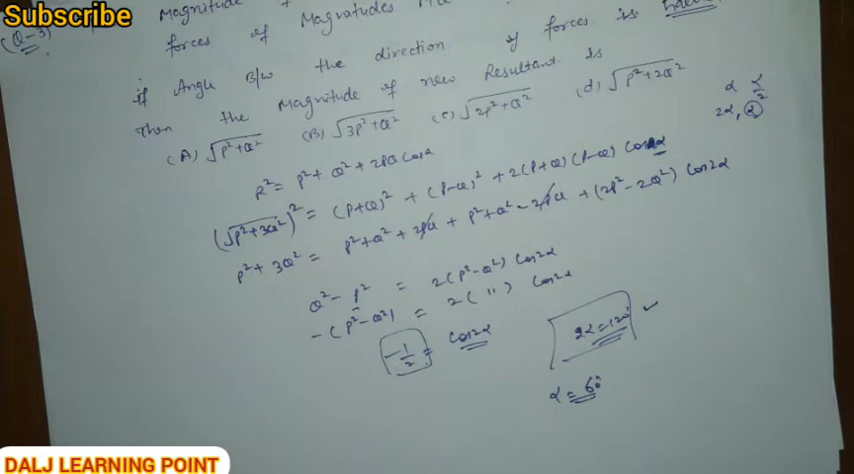 Subscribe
(Q-3) Magnitude
forces of Magnitudes
if Angle B/w the direction of forces is
Then the Magnitude of new Resultant is
(A) √P²+Q² (B) √3P²+Q² (C) √2P²+Q² (d) √P²+2Q²
R² = P² + Q² + 2PQ Cosα
2α,
(√P²+3Q²)² = (P+Q)² + (P-Q)² + 2(P+Q)(P-Q) Cos2α
P² + 3Q² = P²+Q² + 2PQ + P²+Q² - 2PQ + (2P² - 2Q²) Cos2α
Q² - P² = 2(P²-Q²) Cos2α
-(P²-Q²) = 2( " ) Cos2α
-1/2 = Cos2α
2α = 120°
α = 60°
DALJ LEARNING POINT